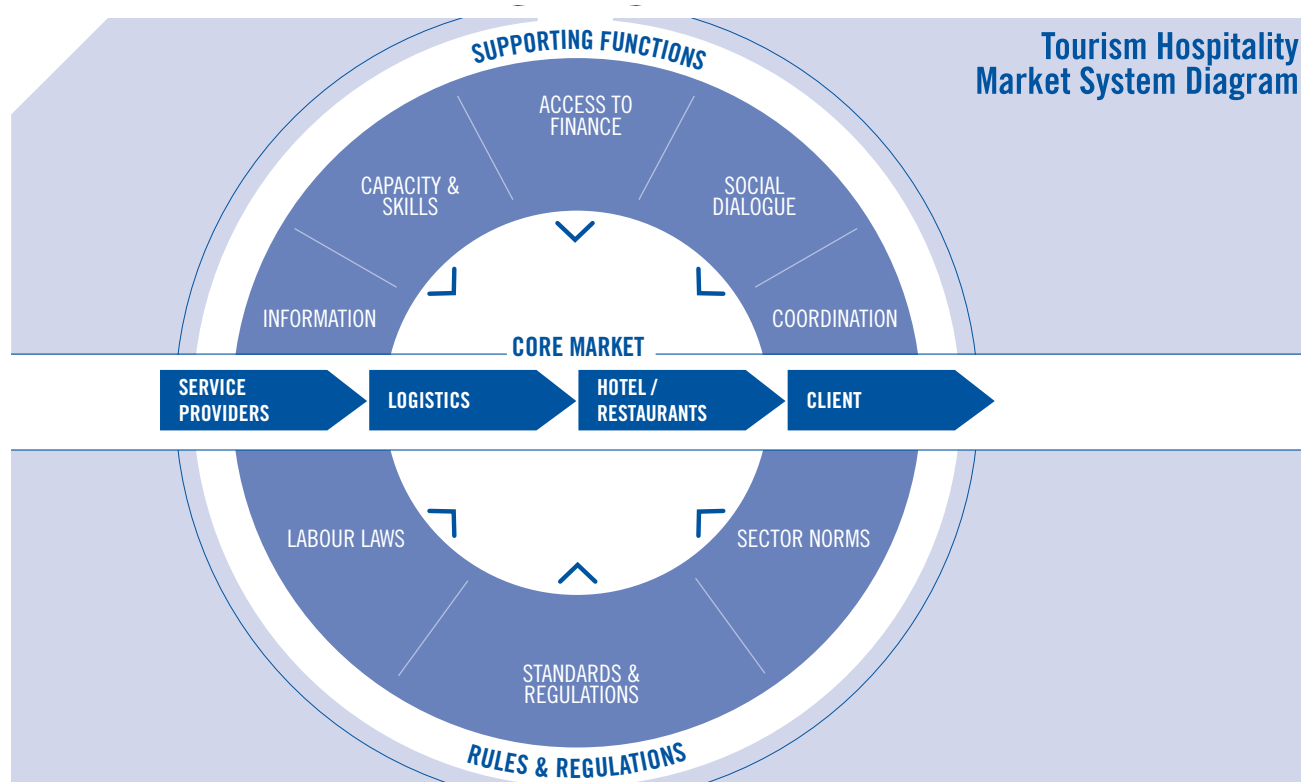 SUPPORTING FUNCTIONS
Tourism Hospitality
Market System Diagram
ACCESS TO
FINANCE
CAPACITY &
SKILLS
SOCIAL
DIALOGUE
INFORMATION
COORDINATION
CORE MARKET
SERVICE
PROVIDERS
LOGISTICS
HOTEL /
RESTAURANTS
CLIENT
LABOUR LAWS
SECTOR NORMS
STANDARDS &
REGULATIONS
RULES & REGULATIONS